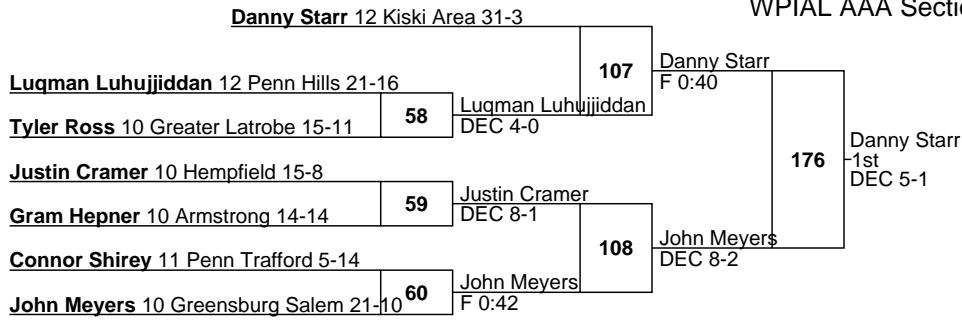 WPIAL AAA Sectio
Danny Starr 12 Kiski Area 31-3
107
Danny Starr
F 0:40
Luqman Luhujjiddan 12 Penn Hills 21-16
58
Luqman Luhujjiddan
DEC 4-0
Tyler Ross 10 Greater Latrobe 15-11
176
Danny Starr
1st
DEC 5-1
Justin Cramer 10 Hempfield 15-8
59
Justin Cramer
DEC 8-1
Gram Hepner 10 Armstrong 14-14
108
John Meyers
DEC 8-2
Connor Shirey 11 Penn Trafford 5-14
60
John Meyers
F 0:42
John Meyers 10 Greensburg Salem 21-10